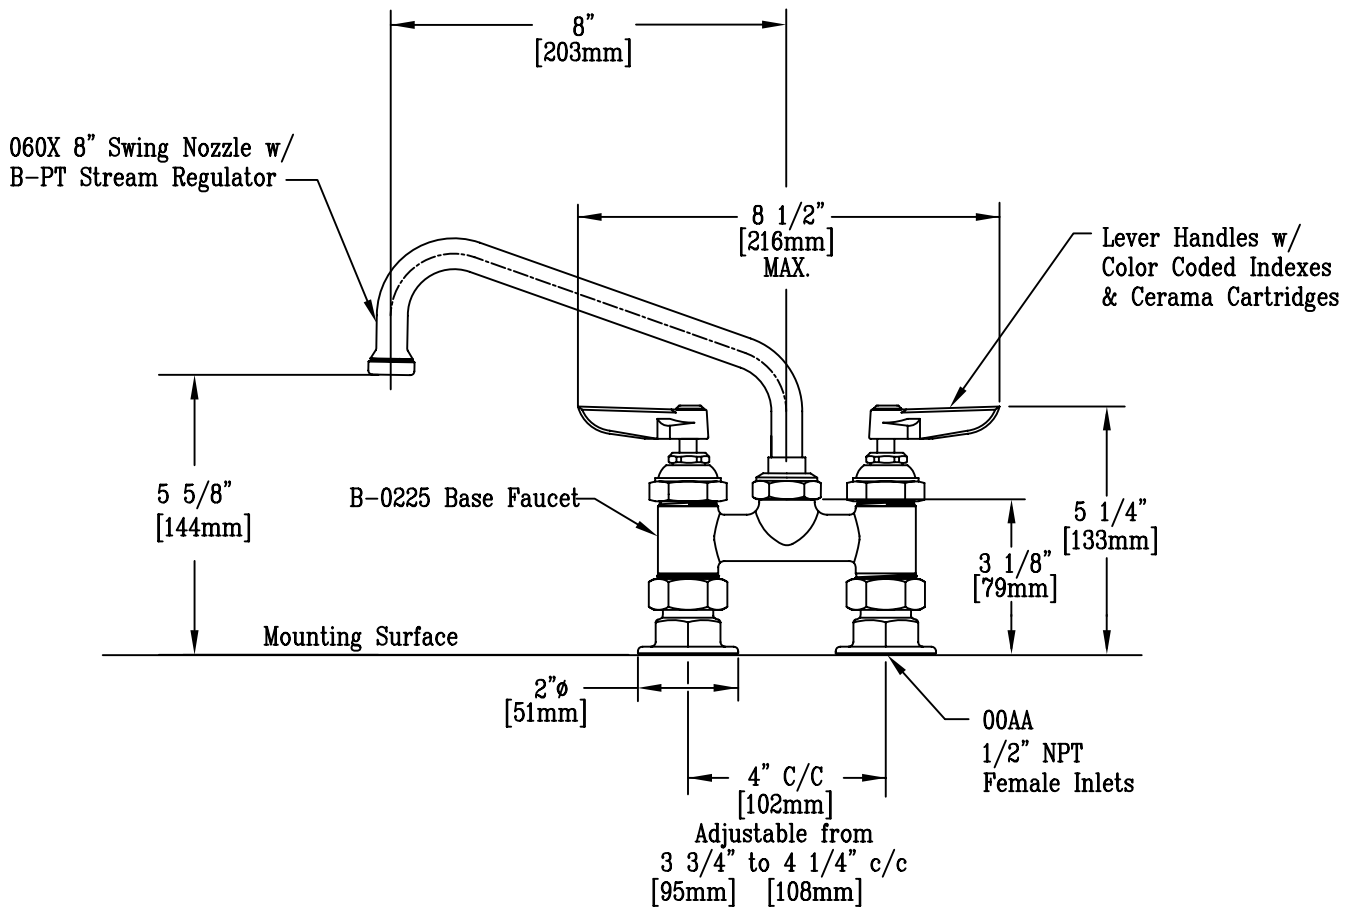 8”
[203mm]
060X 8” Swing Nozzle w/
B-PT Stream Regulator
8 1/2”
[216mm]
MAX.
Lever Handles w/
Color Coded Indexes
& Cerama Cartridges
5 5/8”
[144mm]
B-0225 Base Faucet
5 1/4”
[133mm]
3 1/8”
[79mm]
Mounting Surface
2”ø
[51mm]
00AA
1/2” NPT
Female Inlets
4” C/C
[102mm]
Adjustable from
3 3/4” to 4 1/4” c/c
[95mm] [108mm]